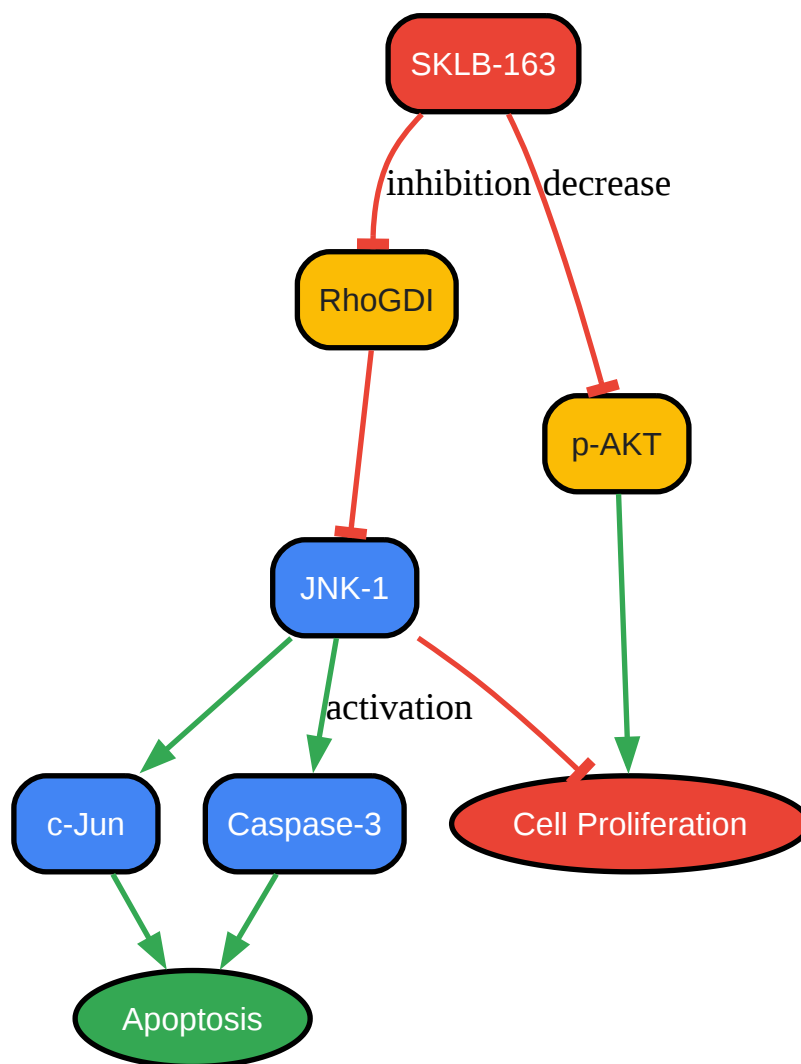 SKLB-163
inhibition decrease
RhoGDI
p-AKT
JNK-1
activation
c-Jun
Caspase-3
Cell Proliferation
Apoptosis